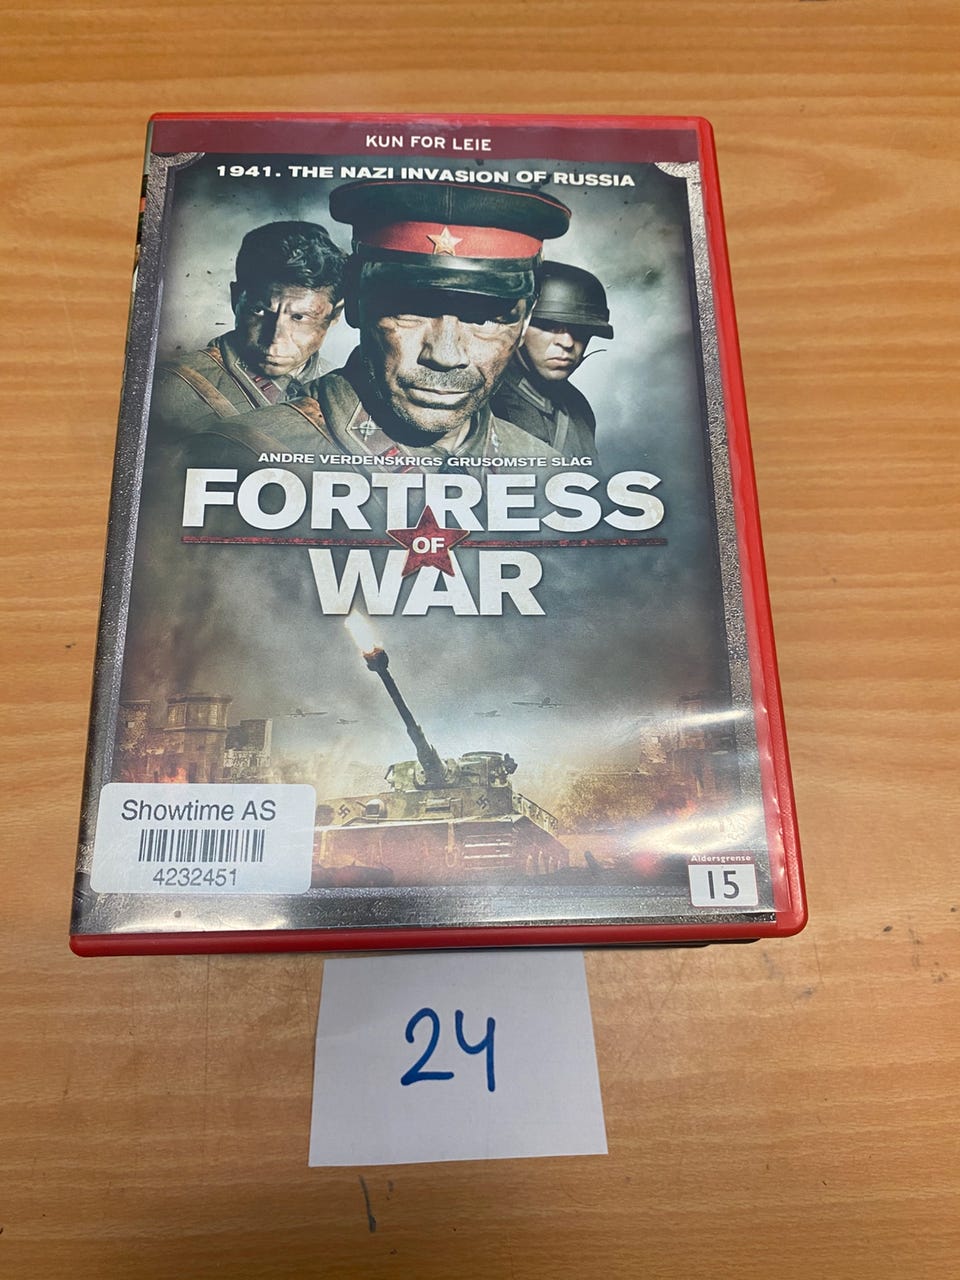 KUN FOR LEIE
1941. THE NAZI INVASION OF RUSSIA
ANDRE VERDENSKRIGS GRUSOMSTE SLAG
FORTRESS
OF
WAR
Showtime AS
4232451
Aldersgrense
15
24